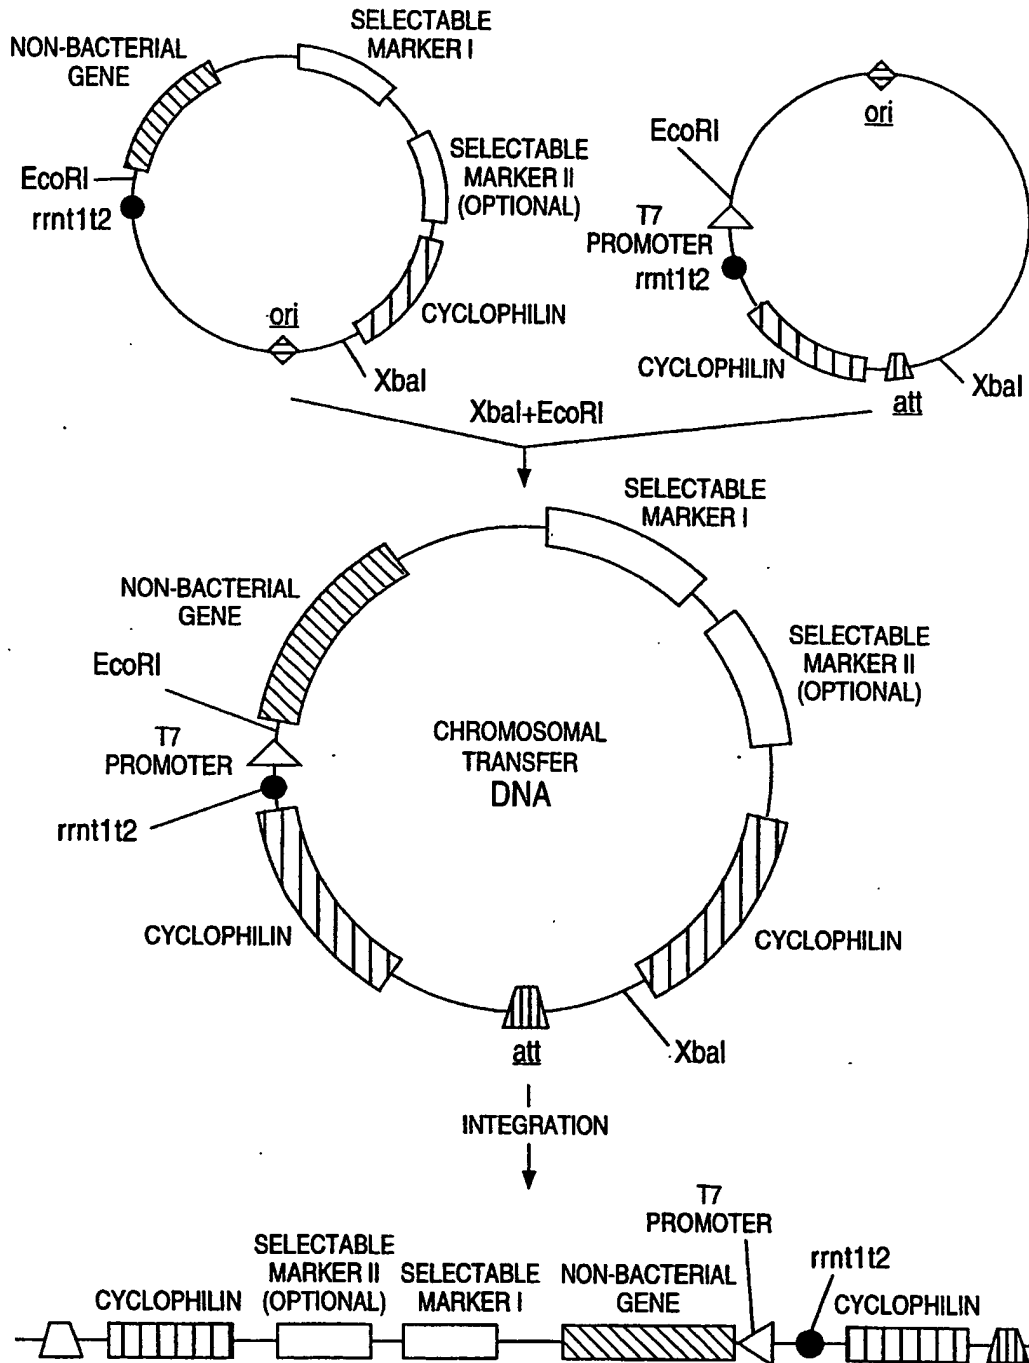 SELECTABLE
MARKER I
NON-BACTERIAL
GENE
EcoRI
rrnt1t2
SELECTABLE
MARKER II
(OPTIONAL)
CYCLOPHILIN
ori
XbaI
ori
EcoRI
T7
PROMOTER
rrnt1t2
CYCLOPHILIN
att
XbaI
XbaI+EcoRI
SELECTABLE
MARKER I
NON-BACTERIAL
GENE
EcoRI
SELECTABLE
MARKER II
(OPTIONAL)
T7
PROMOTER
CHROMOSOMAL
TRANSFER
DNA
rrnt1t2
CYCLOPHILIN
CYCLOPHILIN
att
XbaI
INTEGRATION
T7
PROMOTER
SELECTABLE
MARKER II
(OPTIONAL)
SELECTABLE
MARKER I
NON-BACTERIAL
GENE
rrnt1t2
CYCLOPHILIN
CYCLOPHILIN